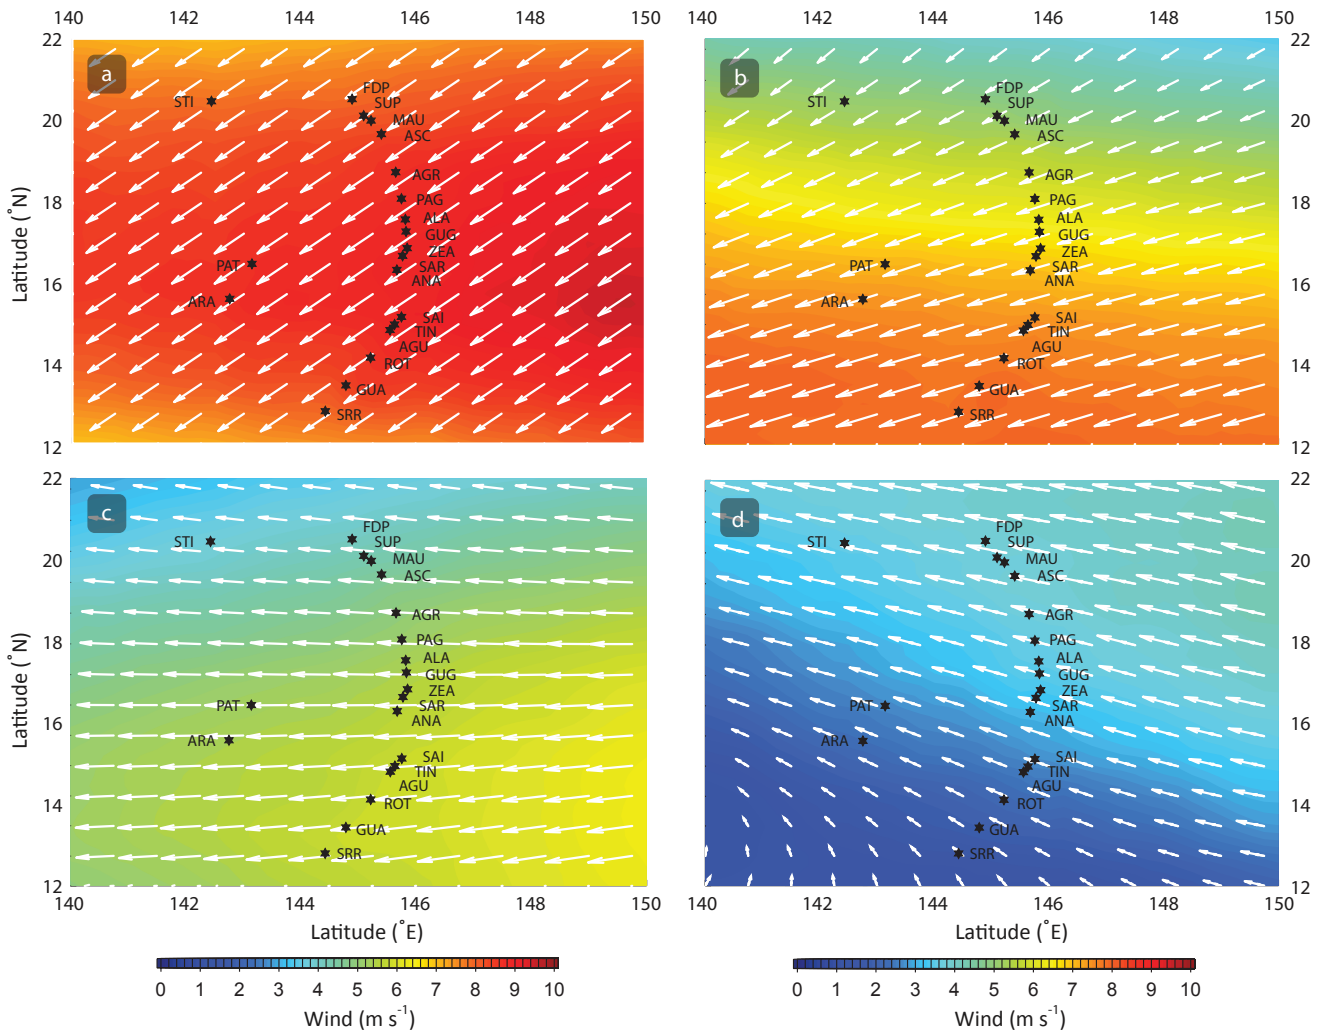 140 142 144 146 148 150
140 142 144 146 148 150
22
20
18
16
14
12
Latitude (˚N)
a
STI
FDP
SUP
MAU
ASC
AGR
PAG
ALA
GUG
ZEA
SAR
ANA
PAT
ARA
SAI
TIN
AGU
ROT
GUA
SRR
b
STI
FDP
SUP
MAU
ASC
AGR
PAG
ALA
GUG
ZEA
SAR
ANA
PAT
ARA
SAI
TIN
AGU
ROT
GUA
SRR
22
20
18
16
14
12
22
20
18
16
14
12
Latitude (˚N)
c
STI
FDP
SUP
MAU
ASC
AGR
PAG
ALA
GUG
ZEA
SAR
ANA
PAT
ARA
SAI
TIN
AGU
ROT
GUA
SRR
d
STI
FDP
SUP
MAU
ASC
AGR
PAG
ALA
GUG
ZEA
SAR
ANA
PAT
ARA
SAI
TIN
AGU
ROT
GUA
SRR
22
20
18
16
14
12
140 142 144 146 148 150
140 142 144 146 148 150
Latitude (˚E)
Latitude (˚E)
0 1 2 3 4 5 6 7 8 9 10
0 1 2 3 4 5 6 7 8 9 10
Wind (m s⁻¹)
Wind (m s⁻¹)